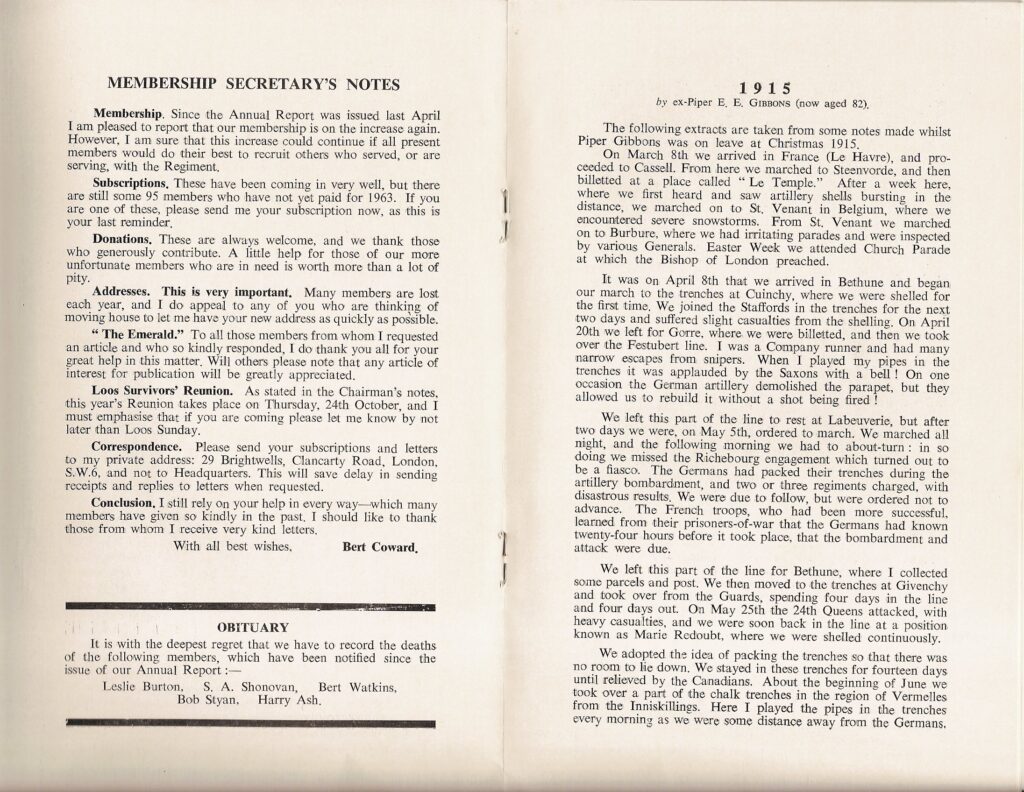 MEMBERSHIP SECRETARY'S NOTES
Membership. Since the Annual Report was issued last April
I am pleased to report that our membership is on the increase again.
However, I am sure that this increase could continue if all present
members would do their best to recruit others who served, or are
serving, with the Regiment.
Subscriptions. These have been coming in very well, but there
are still some 95 members who have not yet paid for 1963. If you
are one of these, please send me your subscription now, as this is
your last reminder.
Donations. These are always welcome, and we thank those
who generously contribute. A little help for those of our more
unfortunate members who are in need is worth more than a lot of
pity.
Addresses. This is very important. Many members are lost
each year, and I do appeal to any of you who are thinking of
moving house to let me have your new address as quickly as possible.
" The Emerald." To all those members from whom I requested
an article and who so kindly responded, I do thank you all for your
great help in this matter. Will others please note that any article of
interest for publication will be greatly appreciated.
Loos Survivors' Reunion. As stated in the Chairman's notes,
this year's Reunion takes place on Thursday, 24th October, and I
must emphasise that if you are coming please let me know by not
later than Loos Sunday.
Correspondence. Please send your subscriptions and letters
to my private address: 29 Brightwells, Clancarty Road, London,
S.W.6, and not to Headquarters. This will save delay in sending
receipts and replies to letters when requested.
Conclusion. I still rely on your help in every way—which many
members have given so kindly in the past. I should like to thank
those from whom I receive very kind letters.
With all best wishes, Bert Coward.
OBITUARY
It is with the deepest regret that we have to record the deaths
of the following members, which have been notified since the
issue of our Annual Report :—
Leslie Burton, S. A. Shonovan, Bert Watkins,
Bob Styan, Harry Ash.
1915
by ex-Piper E. E. GIBBONS (now aged 82).
The following extracts are taken from some notes made whilst
Piper Gibbons was on leave at Christmas 1915.
On March 8th we arrived in France (Le Havre), and pro-
ceeded to Cassell. From here we marched to Steenvorde, and then
billetted at a place called " Le Temple." After a week here,
where we first heard and saw artillery shells bursting in the
distance, we marched on to St. Venant in Belgium, where we
encountered severe snowstorms. From St. Venant we marched
on to Burbure, where we had irritating parades and were inspected
by various Generals. Easter Week we attended Church Parade
at which the Bishop of London preached.
It was on April 8th that we arrived in Bethune and began
our march to the trenches at Cuinchy, where we were shelled for
the first time. We joined the Staffords in the trenches for the next
two days and suffered slight casualties from the shelling. On April
20th we left for Gorre, where we were billetted, and then we took
over the Festubert line. I was a Company runner and had many
narrow escapes from snipers. When I played my pipes in the
trenches it was applauded by the Saxons with a bell ! On one
occasion the German artillery demolished the parapet, but they
allowed us to rebuild it without a shot being fired !
We left this part of the line to rest at Labeuverie, but after
two days we were, on May 5th, ordered to march. We marched all
night, and the following morning we had to about-turn : in so
doing we missed the Richebourg engagement which turned out to
be a fiasco. The Germans had packed their trenches during the
artillery bombardment, and two or three regiments charged, with
disastrous results. We were due to follow, but were ordered not to
advance. The French troops, who had been more successful,
learned from their prisoners-of-war that the Germans had known
twenty-four hours before it took place, that the bombardment and
attack were due.
We left this part of the line for Bethune, where I collected
some parcels and post. We then moved to the trenches at Givenchy
and took over from the Guards, spending four days in the line
and four days out. On May 25th the 24th Queens attacked, with
heavy casualties, and we were soon back in the line at a position
known as Marie Redoubt, where we were shelled continuously.
We adopted the idea of packing the trenches so that there was
no room to lie down. We stayed in these trenches for fourteen days
until relieved by the Canadians. About the beginning of June we
took over a part of the chalk trenches in the region of Vermelles
from the Inniskillings. Here I played the pipes in the trenches
every morning as we were some distance away from the Germans.